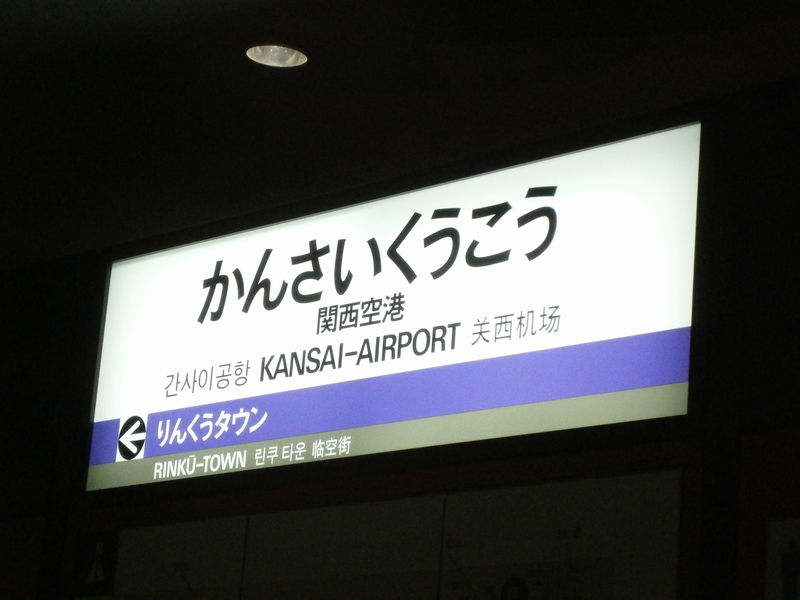 かんさいくうこう
関西空港
간사이공항 KANSAI-AIRPORT 关西机场
りんくうタウン
RINKŪ-TOWN 린쿠 타운 临空街